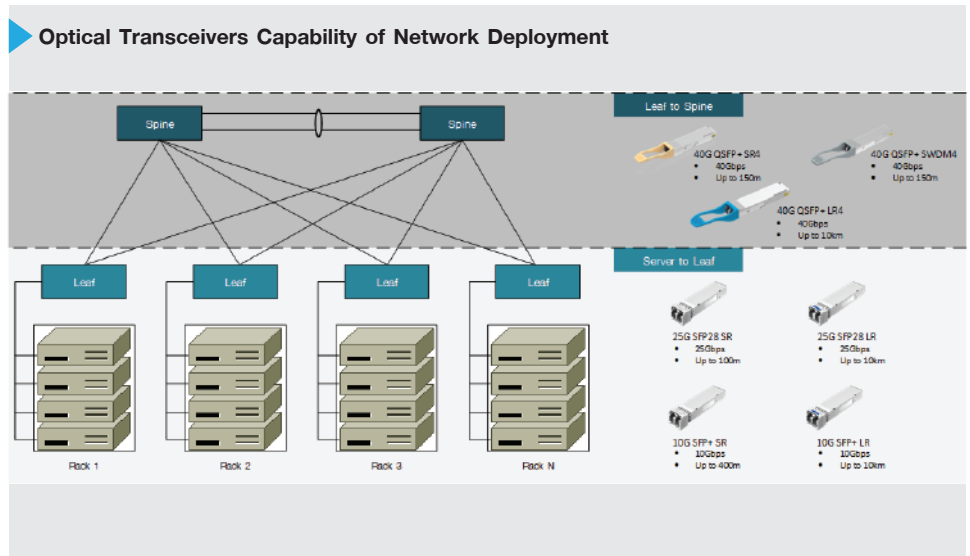 Optical Transceivers Capability of Network Deployment
Spine
Spine
Leaf to Spine
40G QSFP+ SR4
• 40Gbps
• Up to 150m
40G QSFP+ SWDM4
• 40Gbps
• Up to 150m
40G QSFP+ LR4
• 40Gbps
• Up to 10km
Leaf
Leaf
Leaf
Leaf
Server to Leaf
25G SFP28 SR
• 25Gbps
• Up to 100m
25G SFP28 LR
• 25Gbps
• Up to 10km
10G SFP+ SR
• 10Gbps
• Up to 400m
10G SFP+ LR
• 10Gbps
• Up to 10km
Rack 1
Rack 2
Rack 3
Rack N